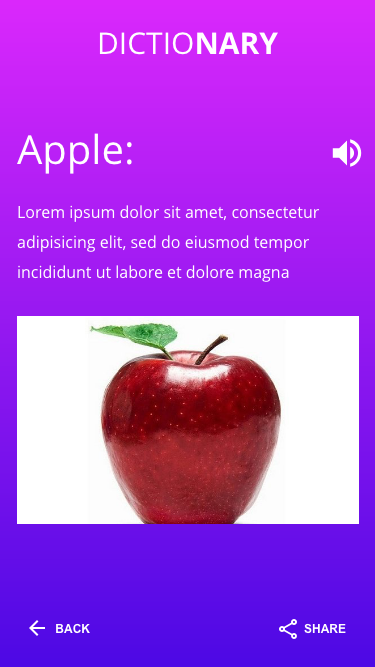 DICTIONARY
Apple:
Lorem ipsum dolor sit amet, consectetur
adipisicing elit, sed do eiusmod tempor
incididunt ut labore et dolore magna
BACK
SHARE